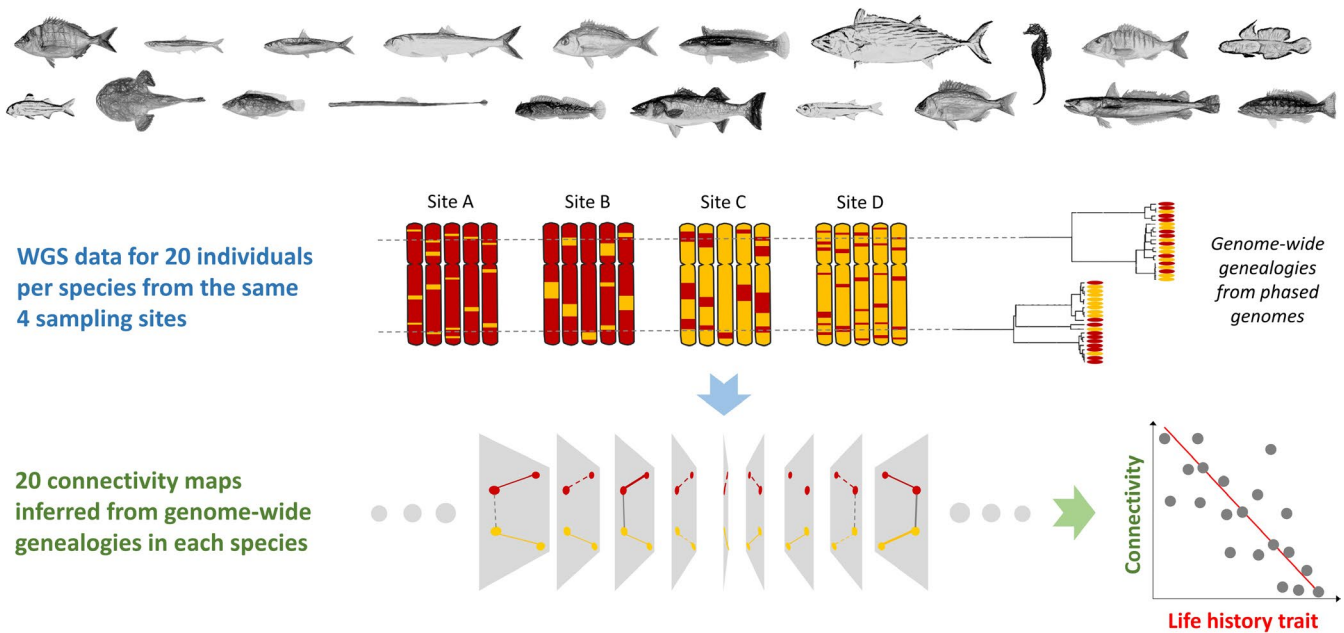 Site A
Site B
Site C
Site D
WGS data for 20 individuals
per species from the same
4 sampling sites
Genome-wide
genealogies
from phased
genomes
20 connectivity maps
inferred from genome-wide
genealogies in each species
Connectivity
Life history trait